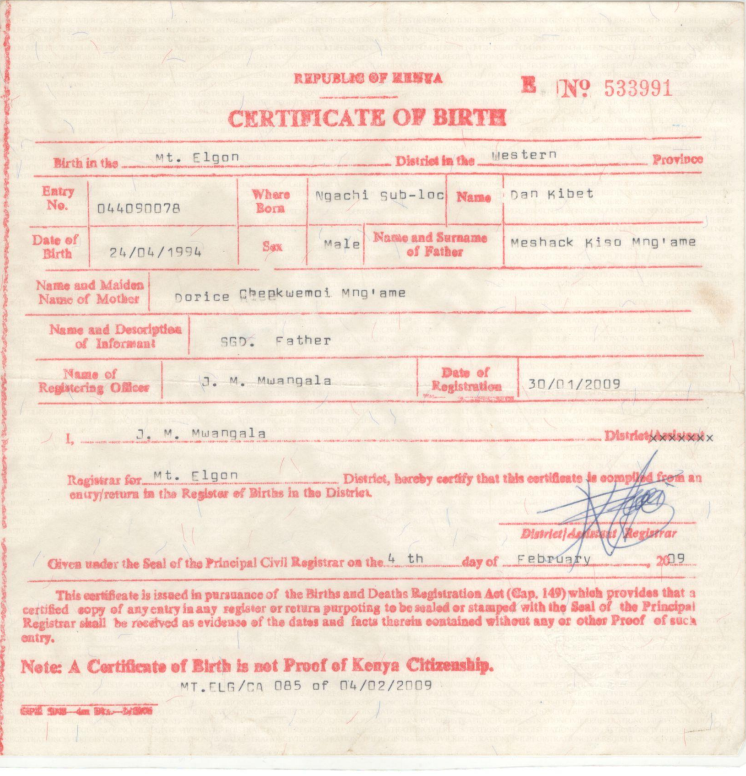 REPUBLIC OF KENYA
E No 533991
CERTIFICATE OF BIRTH
Birth in the Mt. Elgon District in the Western Province
Entry No. 044090078 Where Born Ngachi Sub-loc Name Dan Kibet
Date of Birth 24/04/1994 Sex Male Name and Surname of Father Meshack Kiso Mng'ame
Name and Maiden Name of Mother Dorice Chepkwemoi Mng'ame
Name and Description of Informant SGD. Father
Name of Registering Officer J. M. Mwangala Date of Registration 30/01/2009
I, J. M. Mwangala District/Assistant
Registrar for Mt. Elgon District, hereby certify that this certificate is compiled from an
entry/return in the Register of Births in the District.
District/Assistant Registrar
Given under the Seal of the Principal Civil Registrar on the 4 th day of February, 2009
This certificate is issued in pursuance of the Births and Deaths Registration Act (Cap. 149) which provides that a
certified copy of any entry in any register or return purpoting to be sealed or stamped with the Seal of the Principal
Registrar shall be received as evidence of the dates and facts therein contained without any or other Proof of such
entry.
Note: A Certificate of Birth is not Proof of Kenya Citizenship.
MT.ELG/CA 085 of 04/02/2009